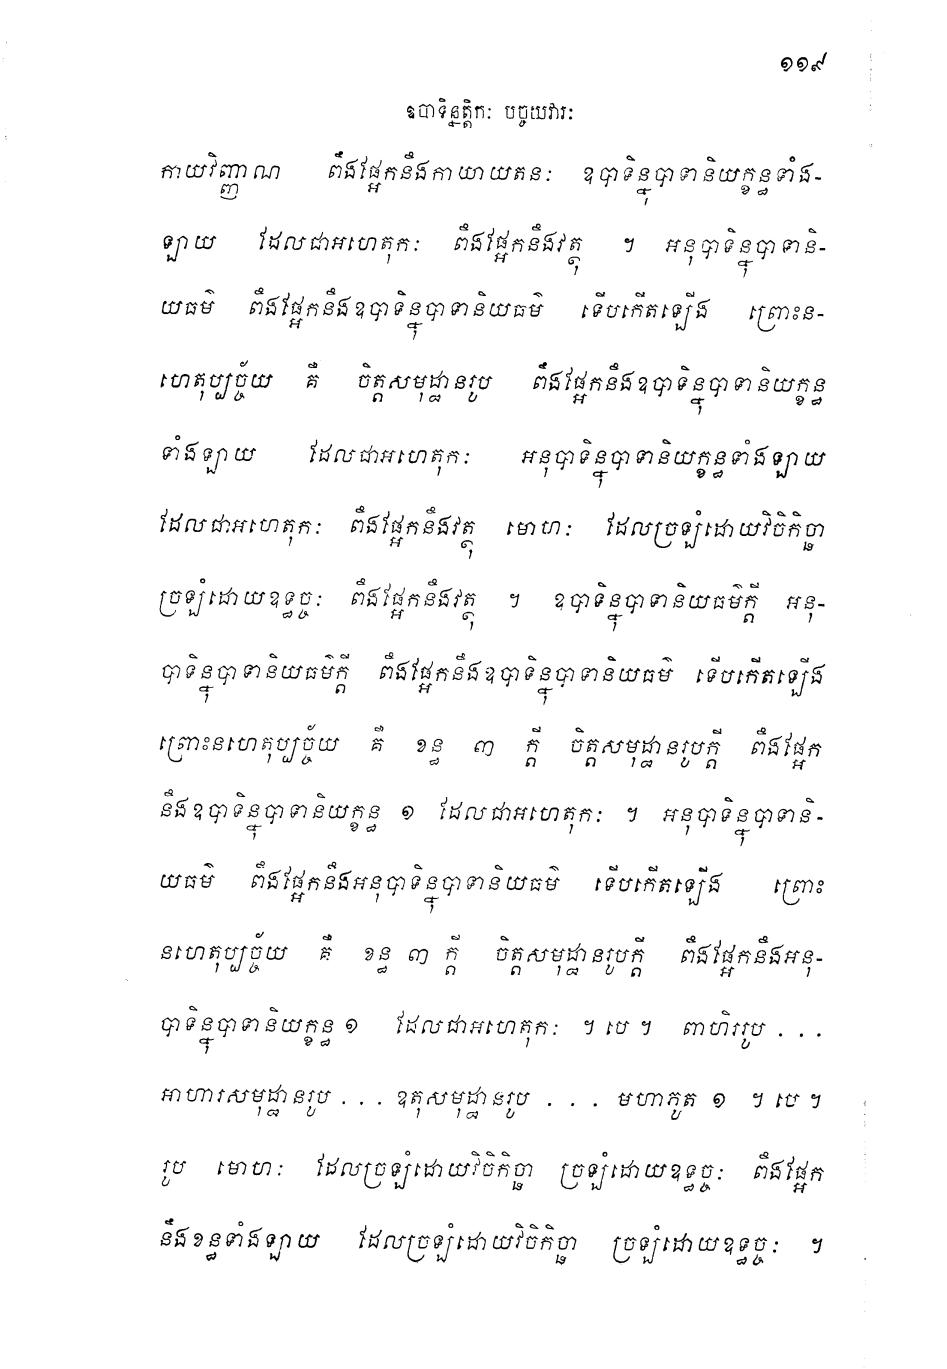 ១១៩
ឧបាទិន្នត្តិកៈ បច្ចយវារៈ
កាយវិញ្ញាណ ពឹងផ្អែកនឹងកាយាយតនៈ ឧបាទិន្នុបាទានិយក្ខន្ធទាំង-
ឡាយ ដែលជាអហេតុកៈ ពឹងផ្អែកនឹងវត្ថុ ។ អនុបាទិន្នុបាទានិ-
យធម៌ ពឹងផ្អែកនឹងឧបាទិន្នុបាទានិយធម៌ ទើបកើតឡើង ព្រោះន-
ហេតុប្បច្ច័យ គឺ ចិត្តសមុដ្ឋានរូប ពឹងផ្អែកនឹងឧបាទិន្នុបាទានិយក្ខន្ធ
ទាំងឡាយ ដែលជាអហេតុកៈ អនុបាទិន្នុបាទានិយក្ខន្ធទាំងឡាយ
ដែលជាអហេតុកៈ ពឹងផ្អែកនឹងវត្ថុ មោហៈ ដែលច្រឡំដោយវិចិកិច្ឆា
ច្រឡំដោយឧទ្ធច្ចៈ ពឹងផ្អែកនឹងវត្ថុ ។ ឧបាទិន្នុបាទានិយធម៌ក្តី អនុ-
បាទិន្នុបាទានិយធម៌ក្តី ពឹងផ្អែកនឹងឧបាទិន្នុបាទានិយធម៌ ទើបកើតឡើង
ព្រោះនហេតុប្បច្ច័យ គឺ ខន្ធ ៣ ក្តី ចិត្តសមុដ្ឋានរូបក្តី ពឹងផ្អែក
នឹងឧបាទិន្នុបាទានិយក្ខន្ធ ១ ដែលជាអហេតុកៈ ។ អនុបាទិន្នុបាទានិ-
យធម៌ ពឹងផ្អែកនឹងអនុបាទិន្នុបាទានិយធម៌ ទើបកើតឡើង ព្រោះ
នហេតុប្បច្ច័យ គឺ ខន្ធ ៣ ក្តី ចិត្តសមុដ្ឋានរូបក្តី ពឹងផ្អែកនឹងអនុ-
បាទិន្នុបាទានិយក្ខន្ធ ១ ដែលជាអហេតុកៈ ។ បេ ។ ពាហិររូប . . .
អាហារសមុដ្ឋានរូប . . . ឧតុសមុដ្ឋានរូប . . . មហាភូត ១ ។ បេ ។
រូប មោហៈ ដែលច្រឡំដោយវិចិកិច្ឆា ច្រឡំដោយឧទ្ធច្ចៈ ពឹងផ្អែក
នឹងខន្ធទាំងឡាយ ដែលច្រឡំដោយវិចិកិច្ឆា ច្រឡំដោយឧទ្ធច្ចៈ ។